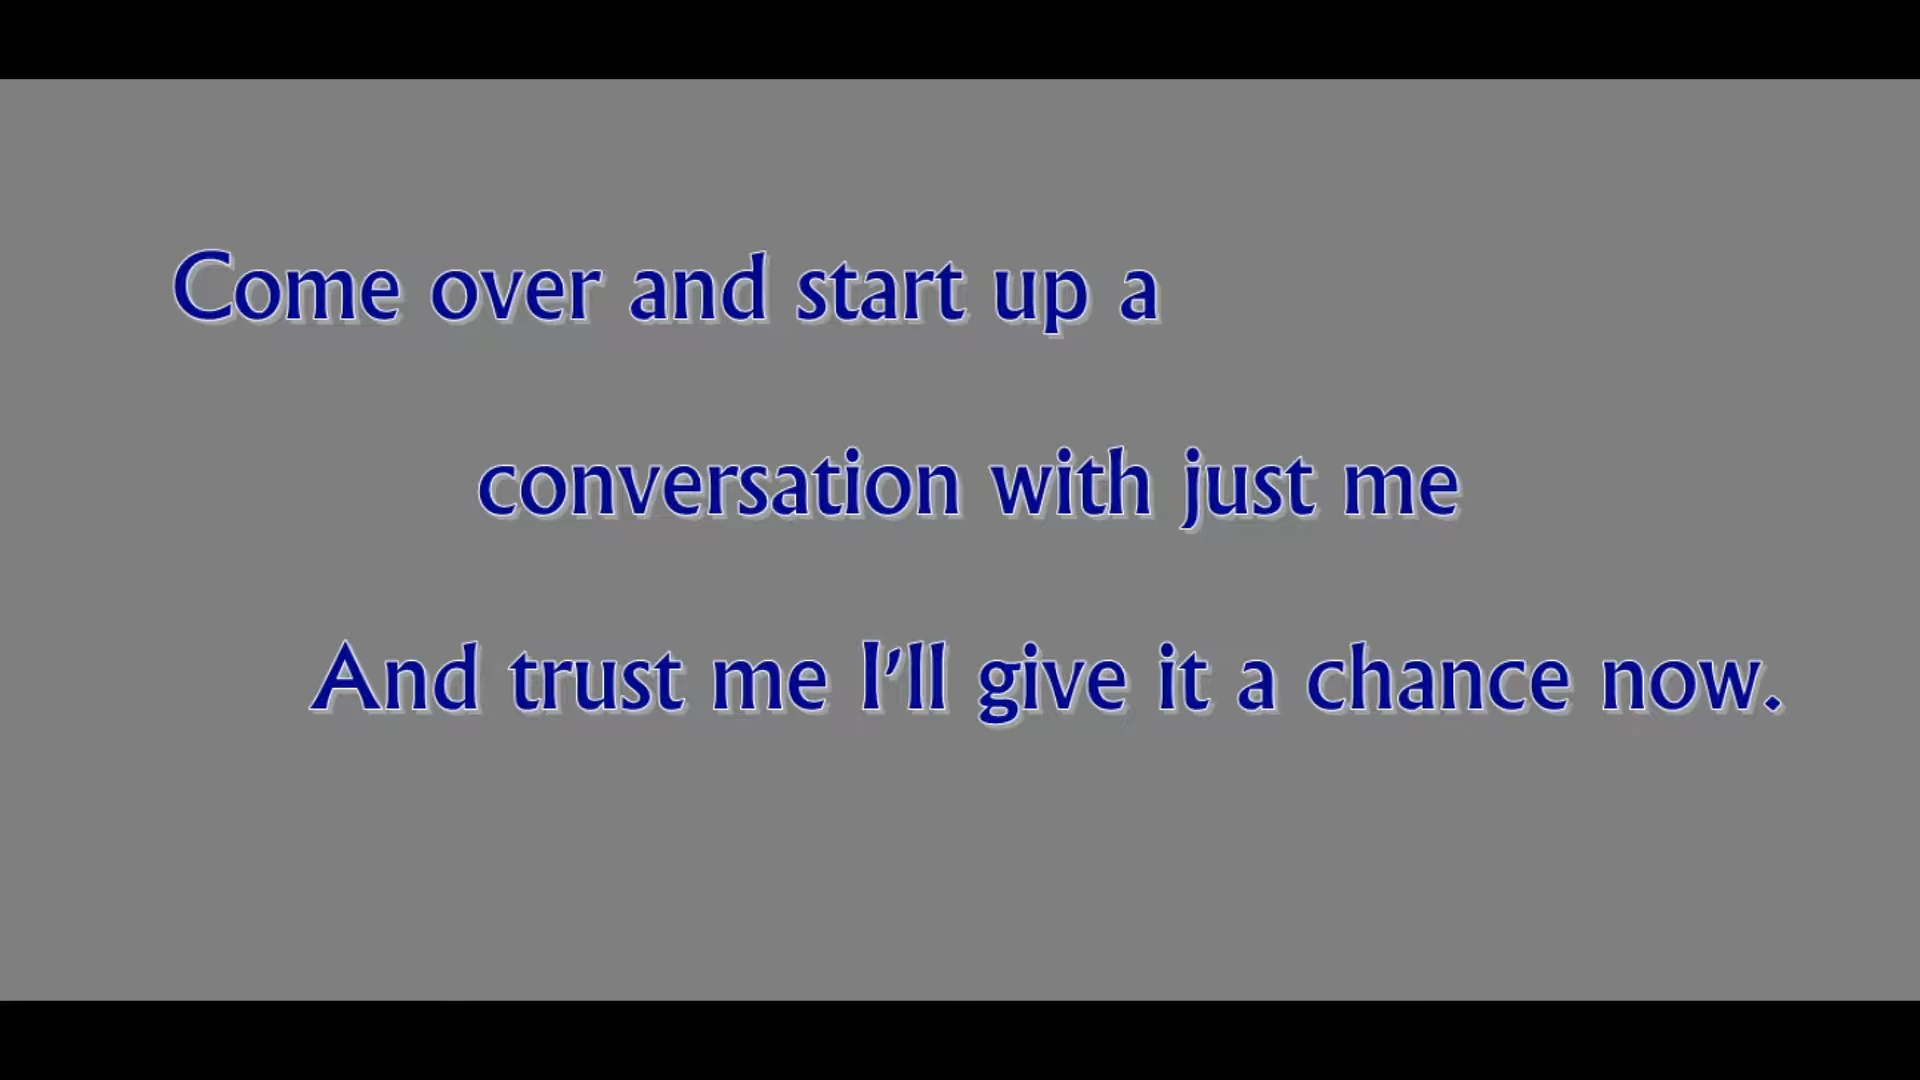 Come over and start up a
conversation with just me
And trust me I'll give it a chance now.